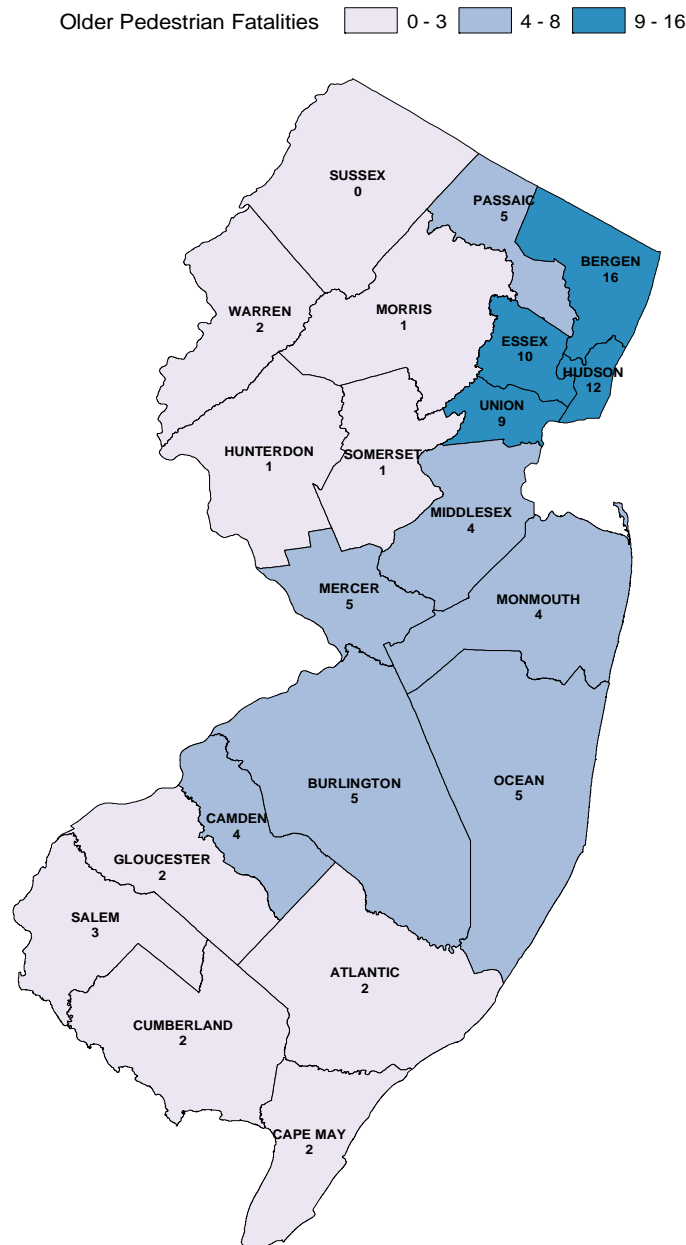 Older Pedestrian Fatalities 0 - 3 4 - 8 9 - 16
SUSSEX
0
PASSAIC
5
BERGEN
16
WARREN
2
MORRIS
1
ESSEX
10
HUDSON
12
UNION
9
HUNTERDON
1
SOMERSET
1
MIDDLESEX
4
MERCER
5
MONMOUTH
4
BURLINGTON
5
OCEAN
5
CAMDEN
4
GLOUCESTER
2
SALEM
3
ATLANTIC
2
CUMBERLAND
2
CAPE MAY
2